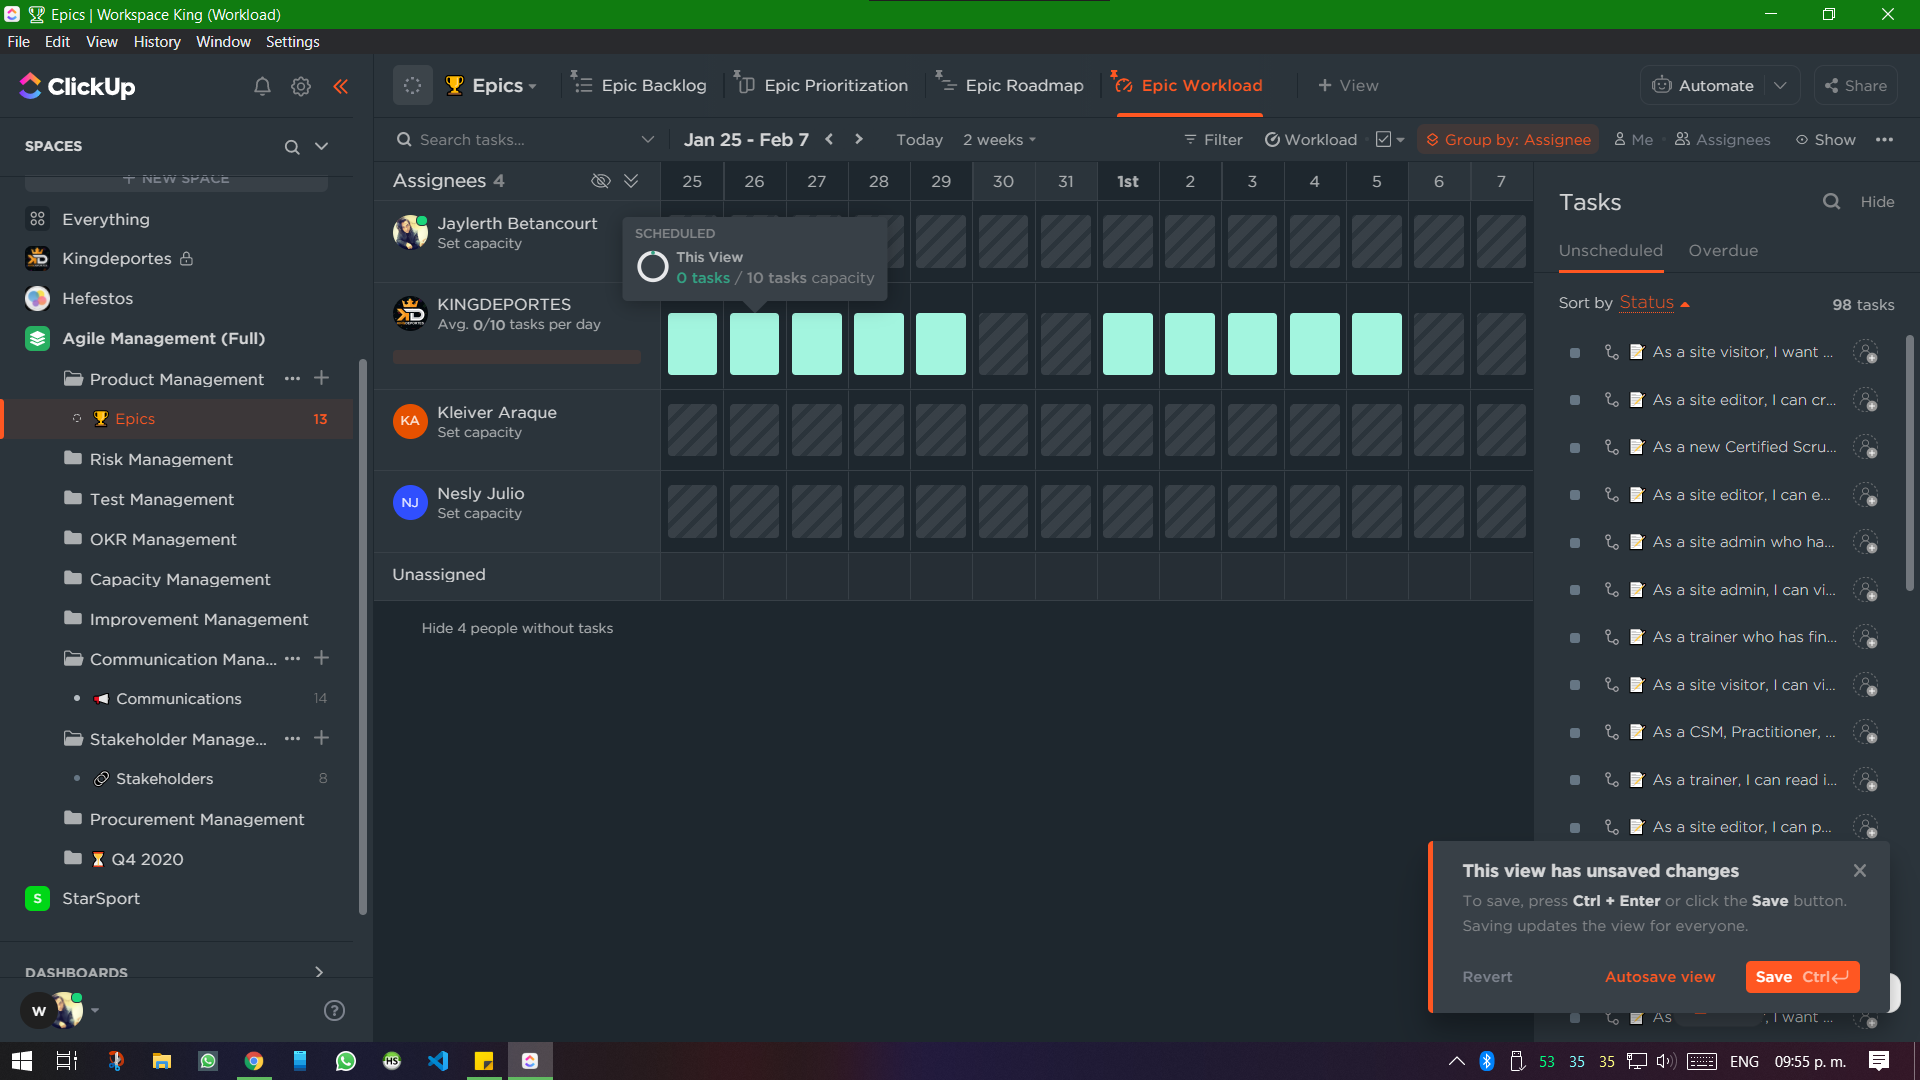 Epics | Workspace King (Workload)
File Edit View History Window Settings
ClickUp
SPACES
NEW SPACE
Everything
Kingdeportes
Hefestos
Agile Management (Full)
Product Management
Epics 13
Risk Management
Test Management
OKR Management
Capacity Management
Improvement Management
Communication Mana...
Communications 14
Stakeholder Manage...
Stakeholders 8
Procurement Management
Q4 2020
S StarSport
DASHBOARDS
W
Epics Epic Backlog Epic Prioritization Epic Roadmap Epic Workload + View Automate Share
Search tasks... Jan 25 - Feb 7 Today 2 weeks Filter Workload Group by: Assignee Me Assignees Show
Assignees 4 25 26 27 28 29 30 31 1st 2 3 4 5 6 7
Jaylerth Betancourt
Set capacity
SCHEDULED
This View
0 tasks / 10 tasks capacity
KD KINGDEPORTES
Avg. 0/10 tasks per day
KA Kleiver Araque
Set capacity
NJ Nesly Julio
Set capacity
Unassigned
Hide 4 people without tasks
Tasks Hide
Unscheduled Overdue
Sort by Status 98 tasks
As a site visitor, I want ...
As a site editor, I can cr...
As a new Certified Scru...
As a site editor, I can e...
As a site admin who ha...
As a site admin, I can vi...
As a trainer who has fin...
As a site visitor, I can vi...
As a CSM, Practitioner, ...
As a trainer, I can read i...
As a site editor, I can p...
This view has unsaved changes
To save, press Ctrl + Enter or click the Save button.
Saving updates the view for everyone.
Revert Autosave view Save Ctrl
As , I want ...
HS 53 35 35 ENG 09:55 p. m.